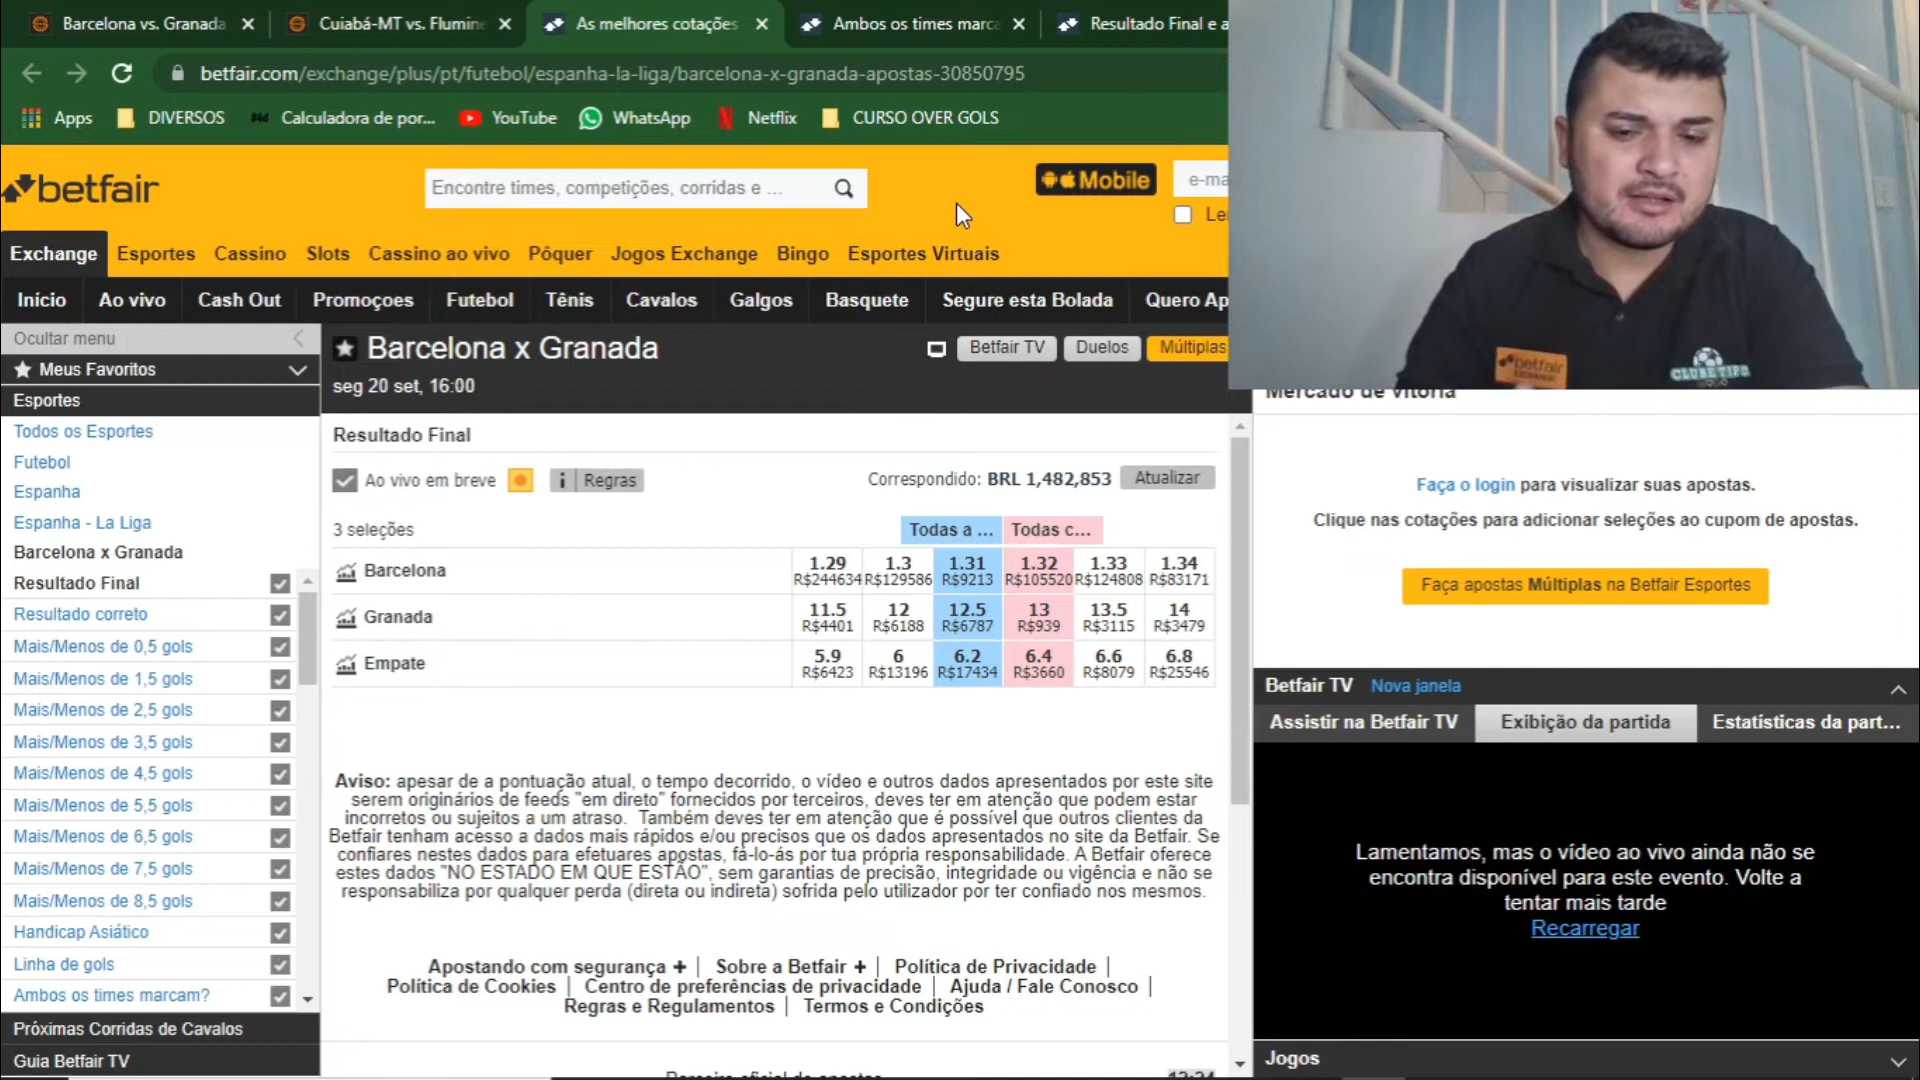 Barcelona vs. Granada
Cuiabá-MT vs. Flumine
As melhores cotações
Ambos os times marca
Resultado Final e a
betfair.com/exchange/plus/pt/futebol/espanha-la-liga/barcelona-x-granada-apostas-30850795
Apps DIVERSOS Calculadora de por... YouTube WhatsApp Netflix CURSO OVER GOLS
betfair
Encontre times, competições, corridas e ...
Mobile
e-ma
Le
Exchange Esportes Cassino Slots Cassino ao vivo Pôquer Jogos Exchange Bingo Esportes Virtuais
Início Ao vivo Cash Out Promoçoes Futebol Tênis Cavalos Galgos Basquete Segure esta Bolada Quero Ap
betfair
EXCHANGE
CLUBETIPS
Ocultar menu
Meus Favoritos
Esportes
Todos os Esportes
Futebol
Espanha
Espanha - La Liga
Barcelona x Granada
Resultado Final
Resultado correto
Mais/Menos de 0,5 gols
Mais/Menos de 1,5 gols
Mais/Menos de 2,5 gols
Mais/Menos de 3,5 gols
Mais/Menos de 4,5 gols
Mais/Menos de 5,5 gols
Mais/Menos de 6,5 gols
Mais/Menos de 7,5 gols
Mais/Menos de 8,5 gols
Handicap Asiático
Linha de gols
Ambos os times marcam?
Próximas Corridas de Cavalos
Guia Betfair TV
Barcelona x Granada
Betfair TV Duelos Múltiplas
seg 20 set, 16:00
Resultado Final
Ao vivo em breve i Regras
Correspondido: BRL 1,482,853 Atualizar
3 seleções Todas a ... Todas c...
Barcelona 1.29 1.3 1.31 1.32 1.33 1.34
R$244634 R$129586 R$9213 R$105520 R$124808 R$83171
Granada 11.5 12 12.5 13 13.5 14
R$4401 R$6188 R$6787 R$939 R$3115 R$3479
Empate 5.9 6 6.2 6.4 6.6 6.8
R$6423 R$13196 R$17434 R$3660 R$8079 R$25546
Aviso: apesar de a pontuação atual, o tempo decorrido, o vídeo e outros dados apresentados por este site
serem originários de feeds "em direto" fornecidos por terceiros, deves ter em atenção que podem estar
incorretos ou sujeitos a um atraso. Também deves ter em atenção que é possível que outros clientes da
Betfair tenham acesso a dados mais rápidos e/ou precisos que os dados apresentados no site da Betfair. Se
confiares nestes dados para efetuares apostas, fá-lo-ás por tua própria responsabilidade. A Betfair oferece
estes dados "NO ESTADO EM QUE ESTÃO", sem garantias de precisão, integridade ou vigência e não se
responsabiliza por qualquer perda (direta ou indireta) sofrida pelo utilizador por ter confiado nos mesmos.
Apostando com segurança + | Sobre a Betfair + | Política de Privacidade |
Política de Cookies | Centro de preferências de privacidade | Ajuda / Fale Conosco |
Regras e Regulamentos | Termos e Condições
Parceiro oficial de apostas
Mercado de vitória
Faça o login para visualizar suas apostas.
Clique nas cotações para adicionar seleções ao cupom de apostas.
Faça apostas Múltiplas na Betfair Esportes
Betfair TV Nova janela
Assistir na Betfair TV Exibição da partida Estatísticas da part...
Lamentamos, mas o vídeo ao vivo ainda não se
encontra disponível para este evento. Volte a
tentar mais tarde
Recarregar
Jogos